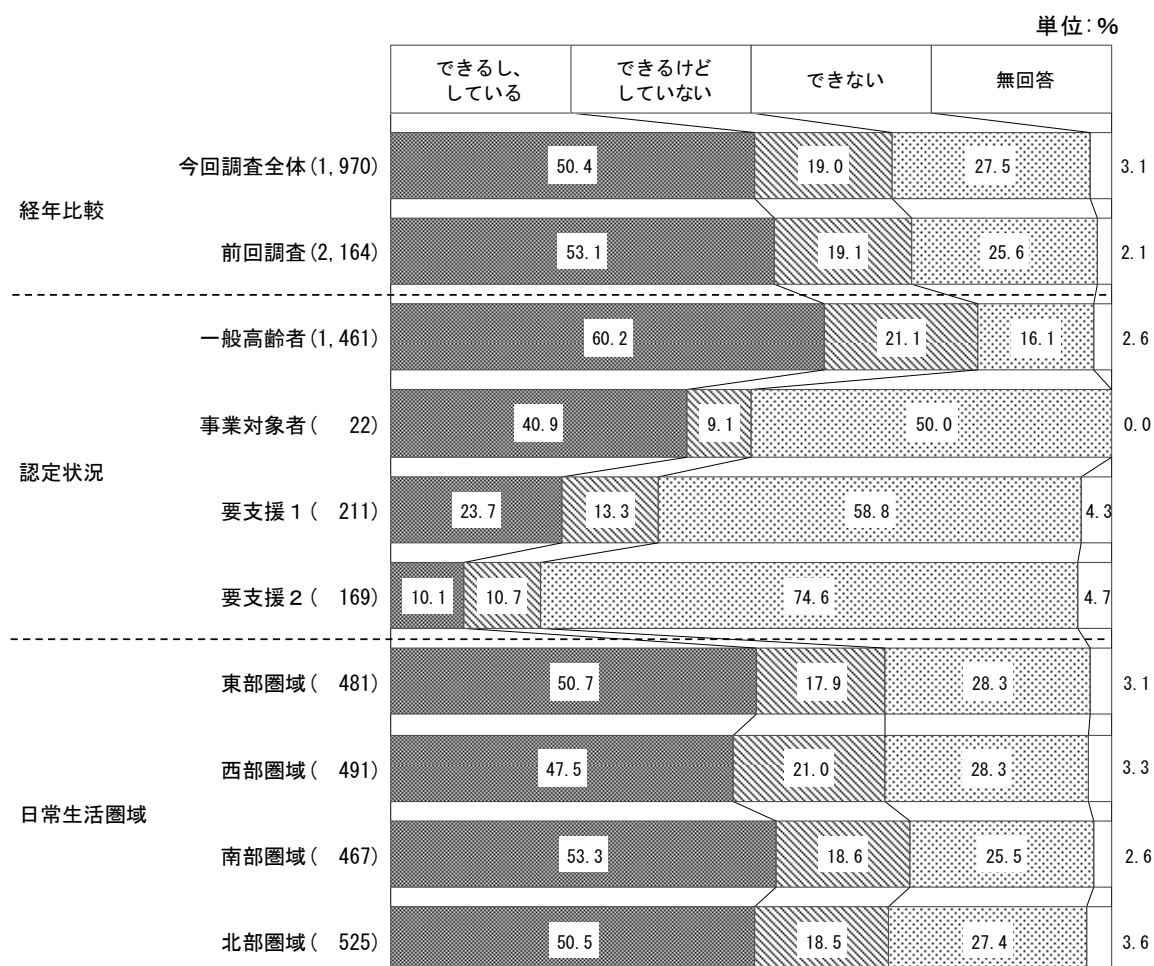 単位：%
できるし、
している
できるけど
していない
できない
無回答
経年比較
今回調査全体(1,970) 50.4 19.0 27.5 3.1
前回調査(2,164) 53.1 19.1 25.6 2.1
認定状況
一般高齢者(1,461) 60.2 21.1 16.1 2.6
事業対象者( 22) 40.9 9.1 50.0 0.0
要支援１( 211) 23.7 13.3 58.8 4.3
要支援２( 169) 10.1 10.7 74.6 4.7
日常生活圏域
東部圏域( 481) 50.7 17.9 28.3 3.1
西部圏域( 491) 47.5 21.0 28.3 3.3
南部圏域( 467) 53.3 18.6 25.5 2.6
北部圏域( 525) 50.5 18.5 27.4 3.6